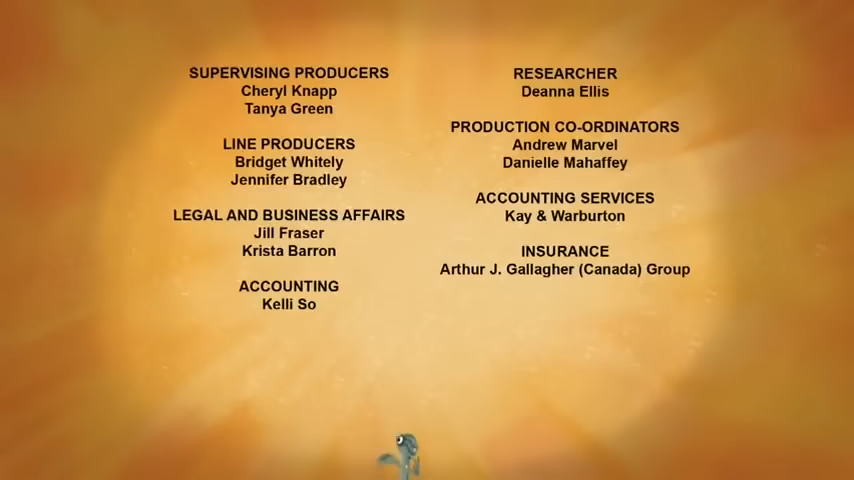 SUPERVISING PRODUCERS
Cheryl Knapp
Tanya Green
LINE PRODUCERS
Bridget Whitely
Jennifer Bradley
LEGAL AND BUSINESS AFFAIRS
Jill Fraser
Krista Barron
ACCOUNTING
Kelli So
RESEARCHER
Deanna Ellis
PRODUCTION CO-ORDINATORS
Andrew Marvel
Danielle Mahaffey
ACCOUNTING SERVICES
Kay & Warburton
INSURANCE
Arthur J. Gallagher (Canada) Group